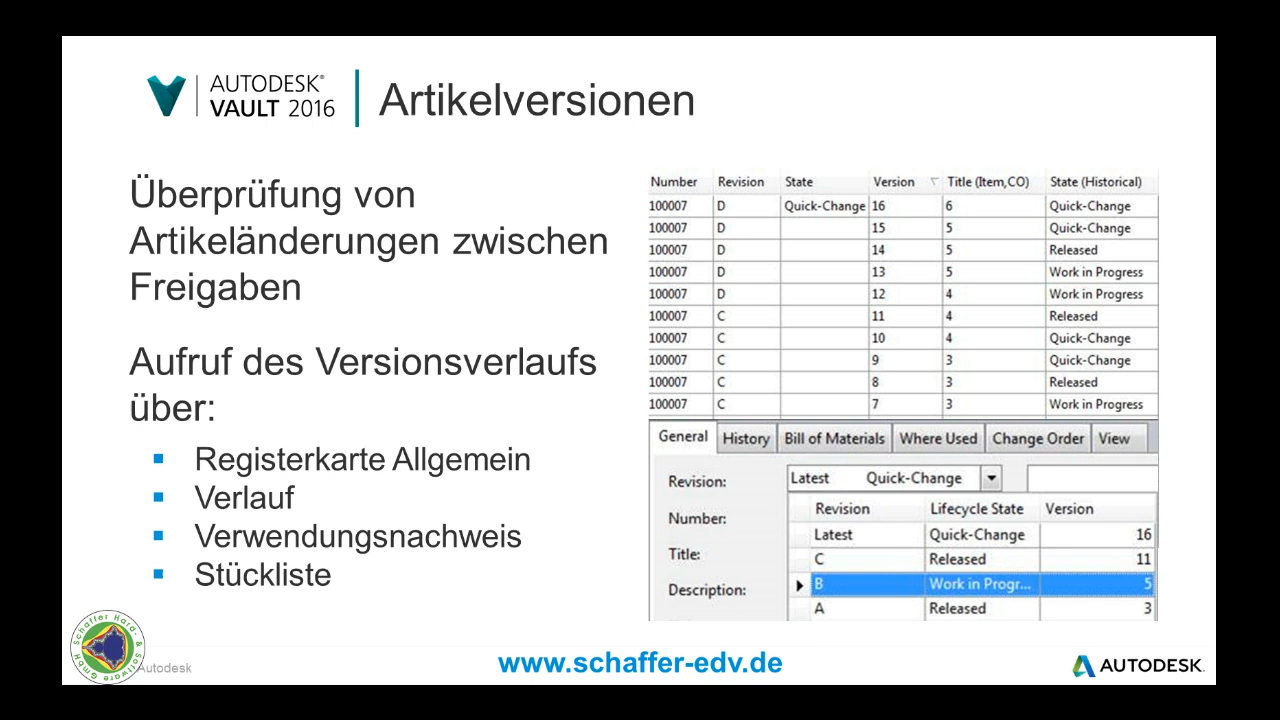 AUTODESK®
VAULT 2016
Artikelversionen
Überprüfung von
Artikeländerungen zwischen
Freigaben
Aufruf des Versionsverlaufs
über:
▪ Registerkarte Allgemein
▪ Verlauf
▪ Verwendungsnachweis
▪ Stückliste
Number Revision State Version Title (Item,CO) State (Historical)
100007 D Quick-Change 16 6 Quick-Change
100007 D 15 5 Quick-Change
100007 D 14 5 Released
100007 D 13 5 Work in Progress
100007 D 12 4 Work in Progress
100007 C 11 4 Released
100007 C 10 4 Quick-Change
100007 C 9 3 Quick-Change
100007 C 8 3 Released
100007 C 7 3 Work in Progress
General History Bill of Materials Where Used Change Order View
Revision: Latest Quick-Change
Number:
Title:
Description:
Revision Lifecycle State Version
Latest Quick-Change 16
C Released 11
B Work in Progr... 5
A Released 3
Schaffer Hard- & Software GmbH
Autodesk
www.schaffer-edv.de
AUTODESK.